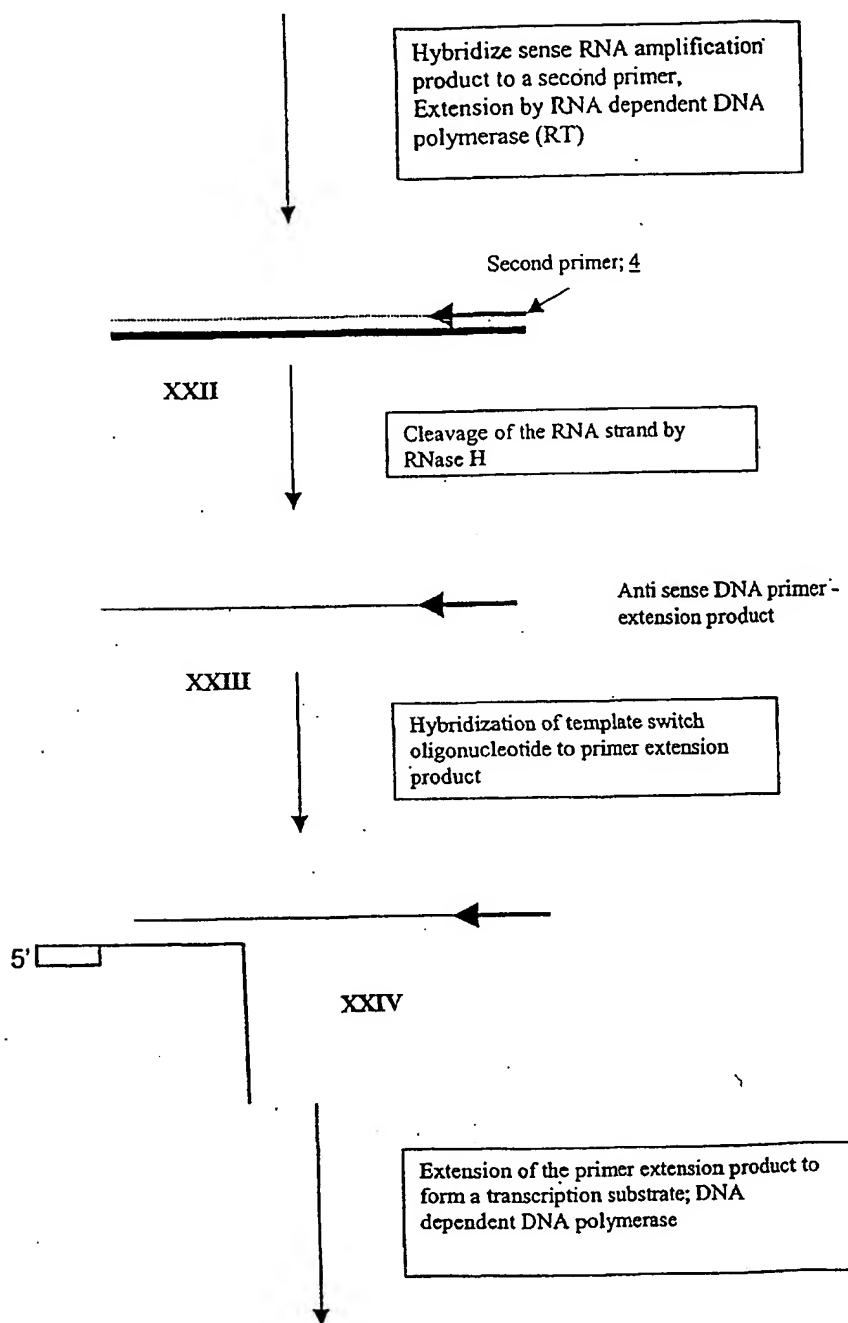 Hybridize sense RNA amplification
product to a second primer,
Extension by RNA dependent DNA
polymerase (RT)
Second primer; 4
XXII
Cleavage of the RNA strand by
RNase H
Anti sense DNA primer-
extension product
XXIII
Hybridization of template switch
oligonucleotide to primer extension
product
5'
XXIV
Extension of the primer extension product to
form a transcription substrate; DNA
dependent DNA polymerase